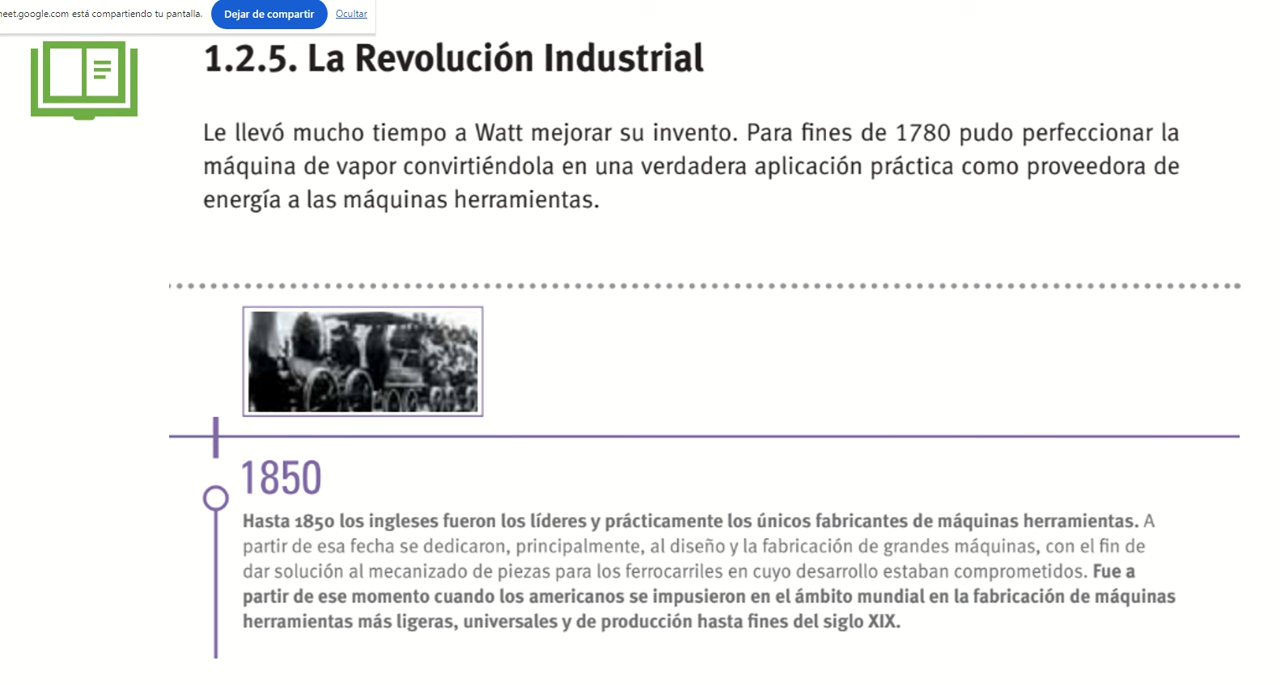 meet.google.com está compartiendo tu pantalla. Dejar de compartir Ocultar
1.2.5. La Revolución Industrial
Le llevó mucho tiempo a Watt mejorar su invento. Para fines de 1780 pudo perfeccionar la
máquina de vapor convirtiéndola en una verdadera aplicación práctica como proveedora de
energía a las máquinas herramientas.
1850
Hasta 1850 los ingleses fueron los líderes y prácticamente los únicos fabricantes de máquinas herramientas. A
partir de esa fecha se dedicaron, principalmente, al diseño y la fabricación de grandes máquinas, con el fin de
dar solución al mecanizado de piezas para los ferrocarriles en cuyo desarrollo estaban comprometidos. Fue a
partir de ese momento cuando los americanos se impusieron en el ámbito mundial en la fabricación de máquinas
herramientas más ligeras, universales y de producción hasta fines del siglo XIX.